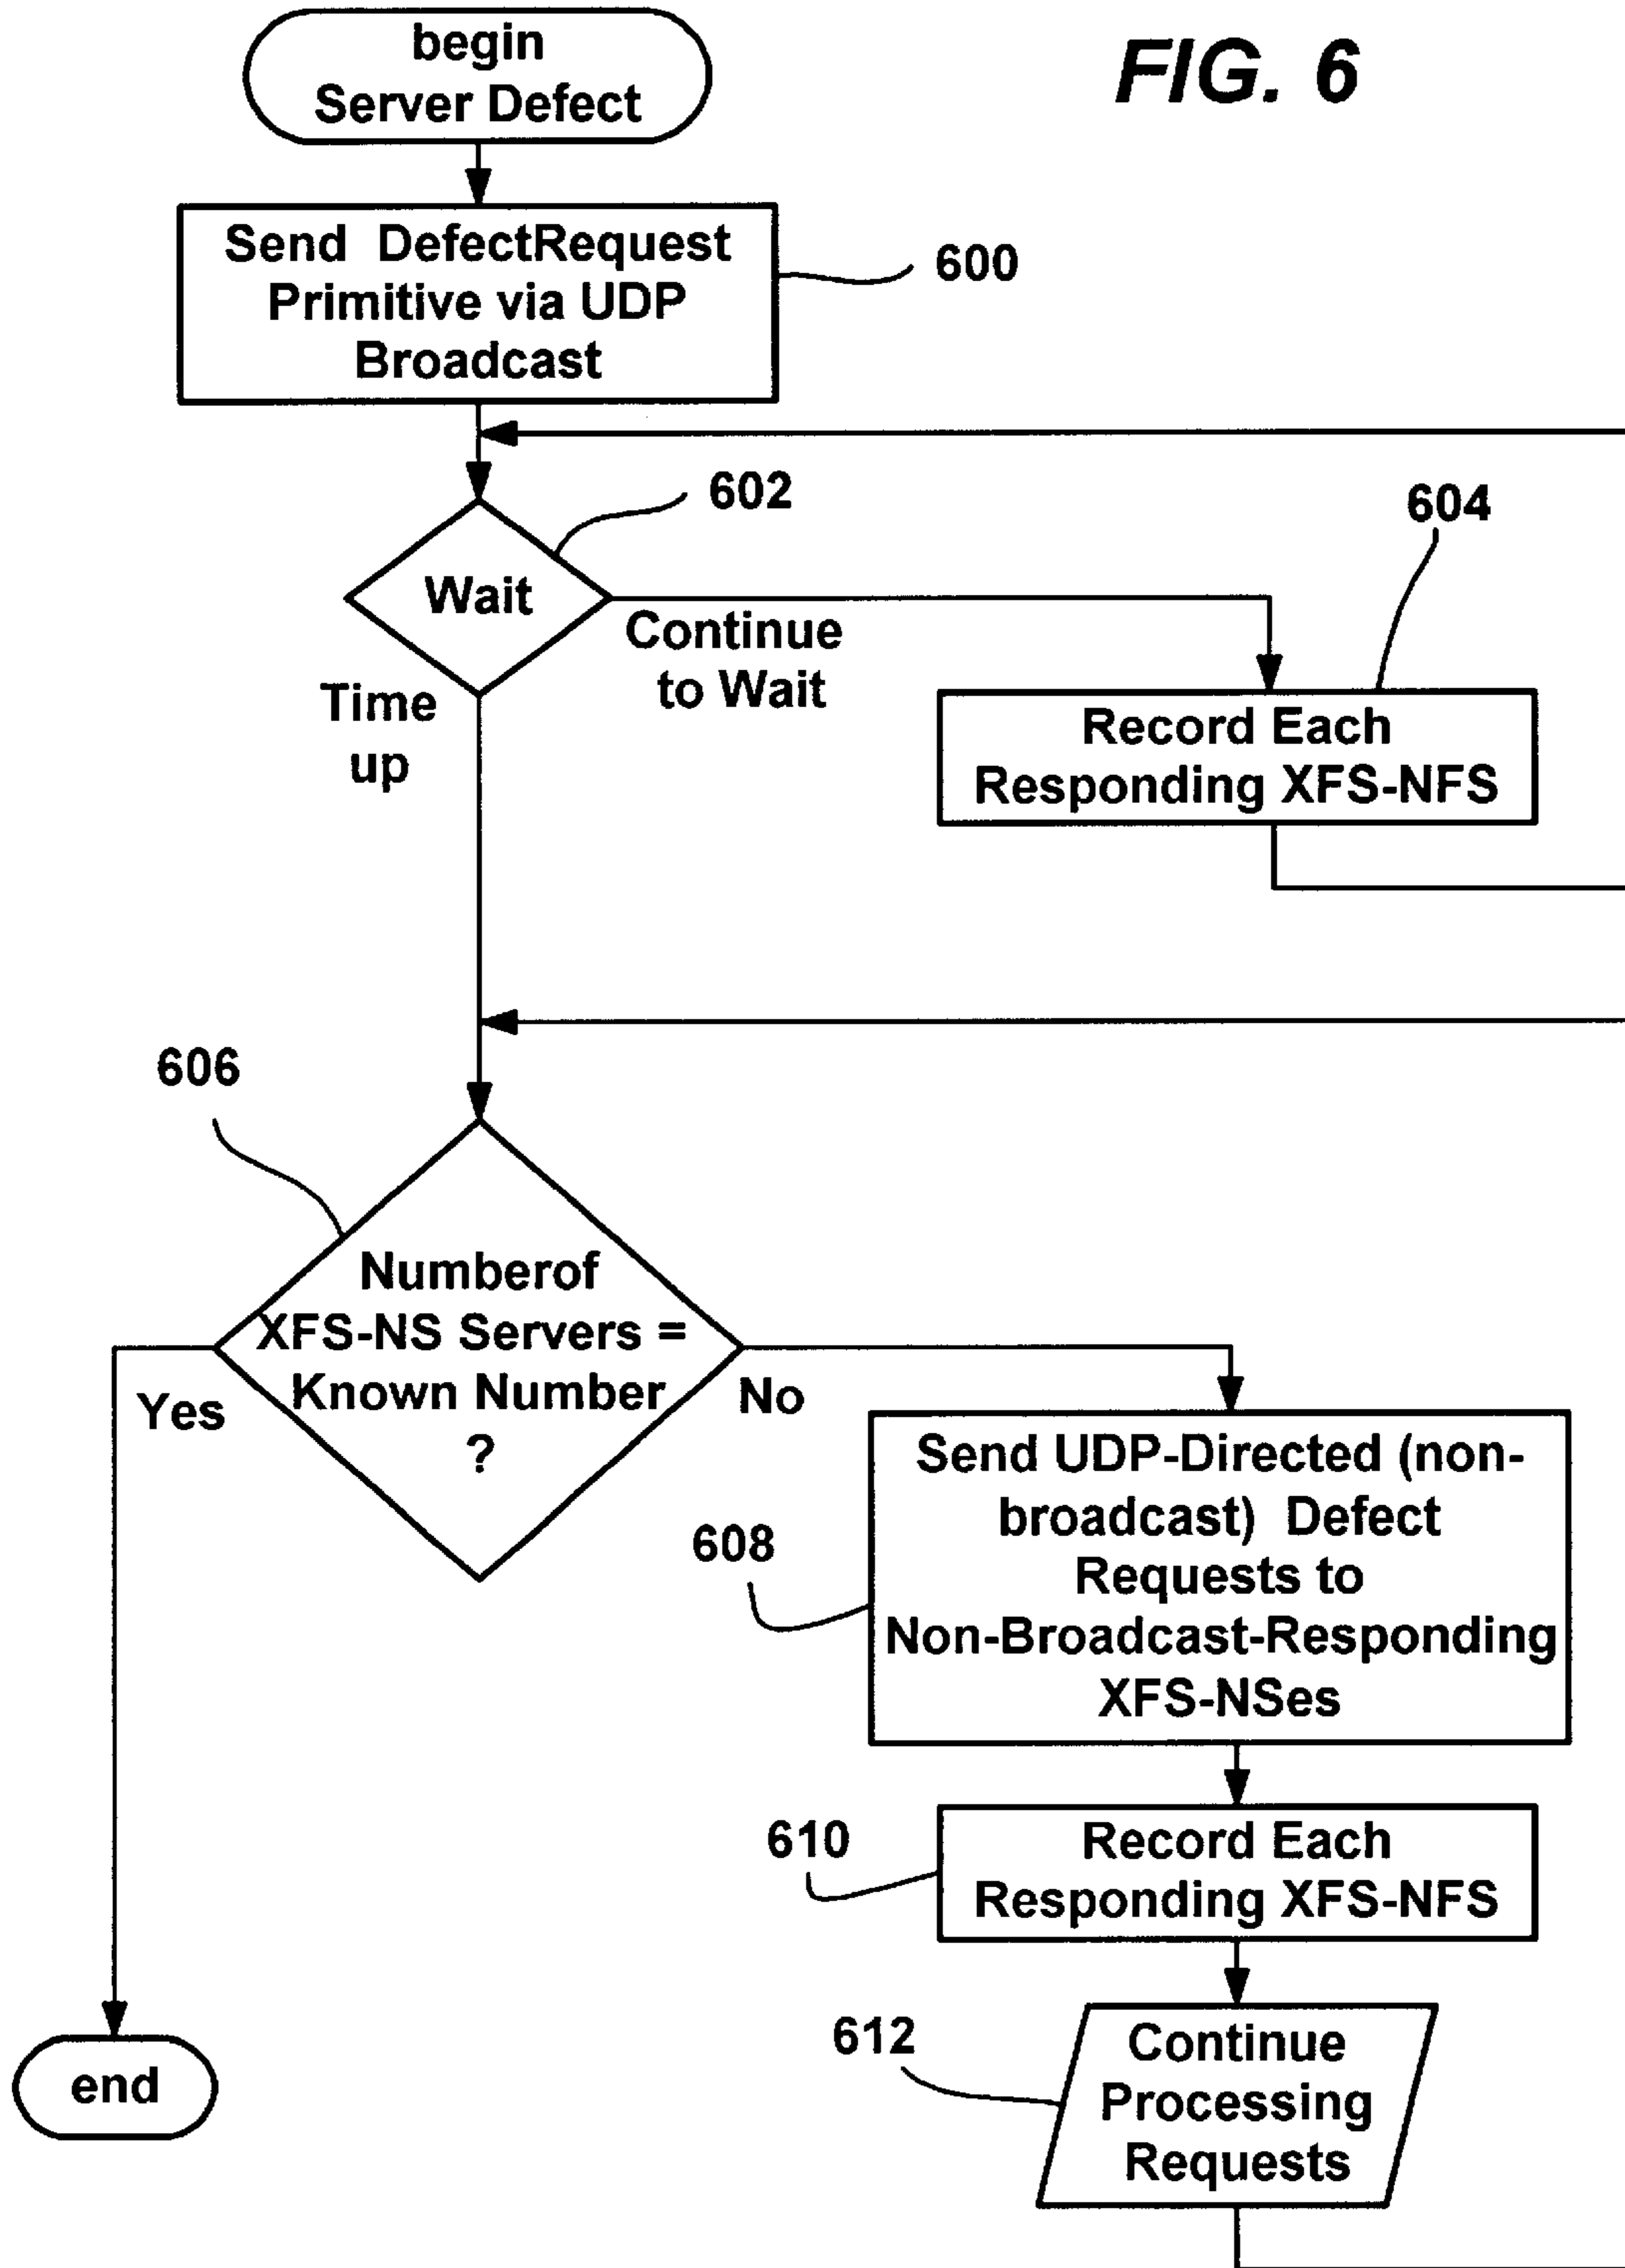 FIG. 6
begin
Server Defect
Send DefectRequest
Primitive via UDP
Broadcast
600
602
Wait
Continue
to Wait
Time
up
604
Record Each
Responding XFS-NFS
606
Numberof
XFS-NS Servers =
Known Number
?
Yes
No
608
Send UDP-Directed (non-
broadcast) Defect
Requests to
Non-Broadcast-Responding
XFS-NSes
610
Record Each
Responding XFS-NFS
612
Continue
Processing
Requests
end